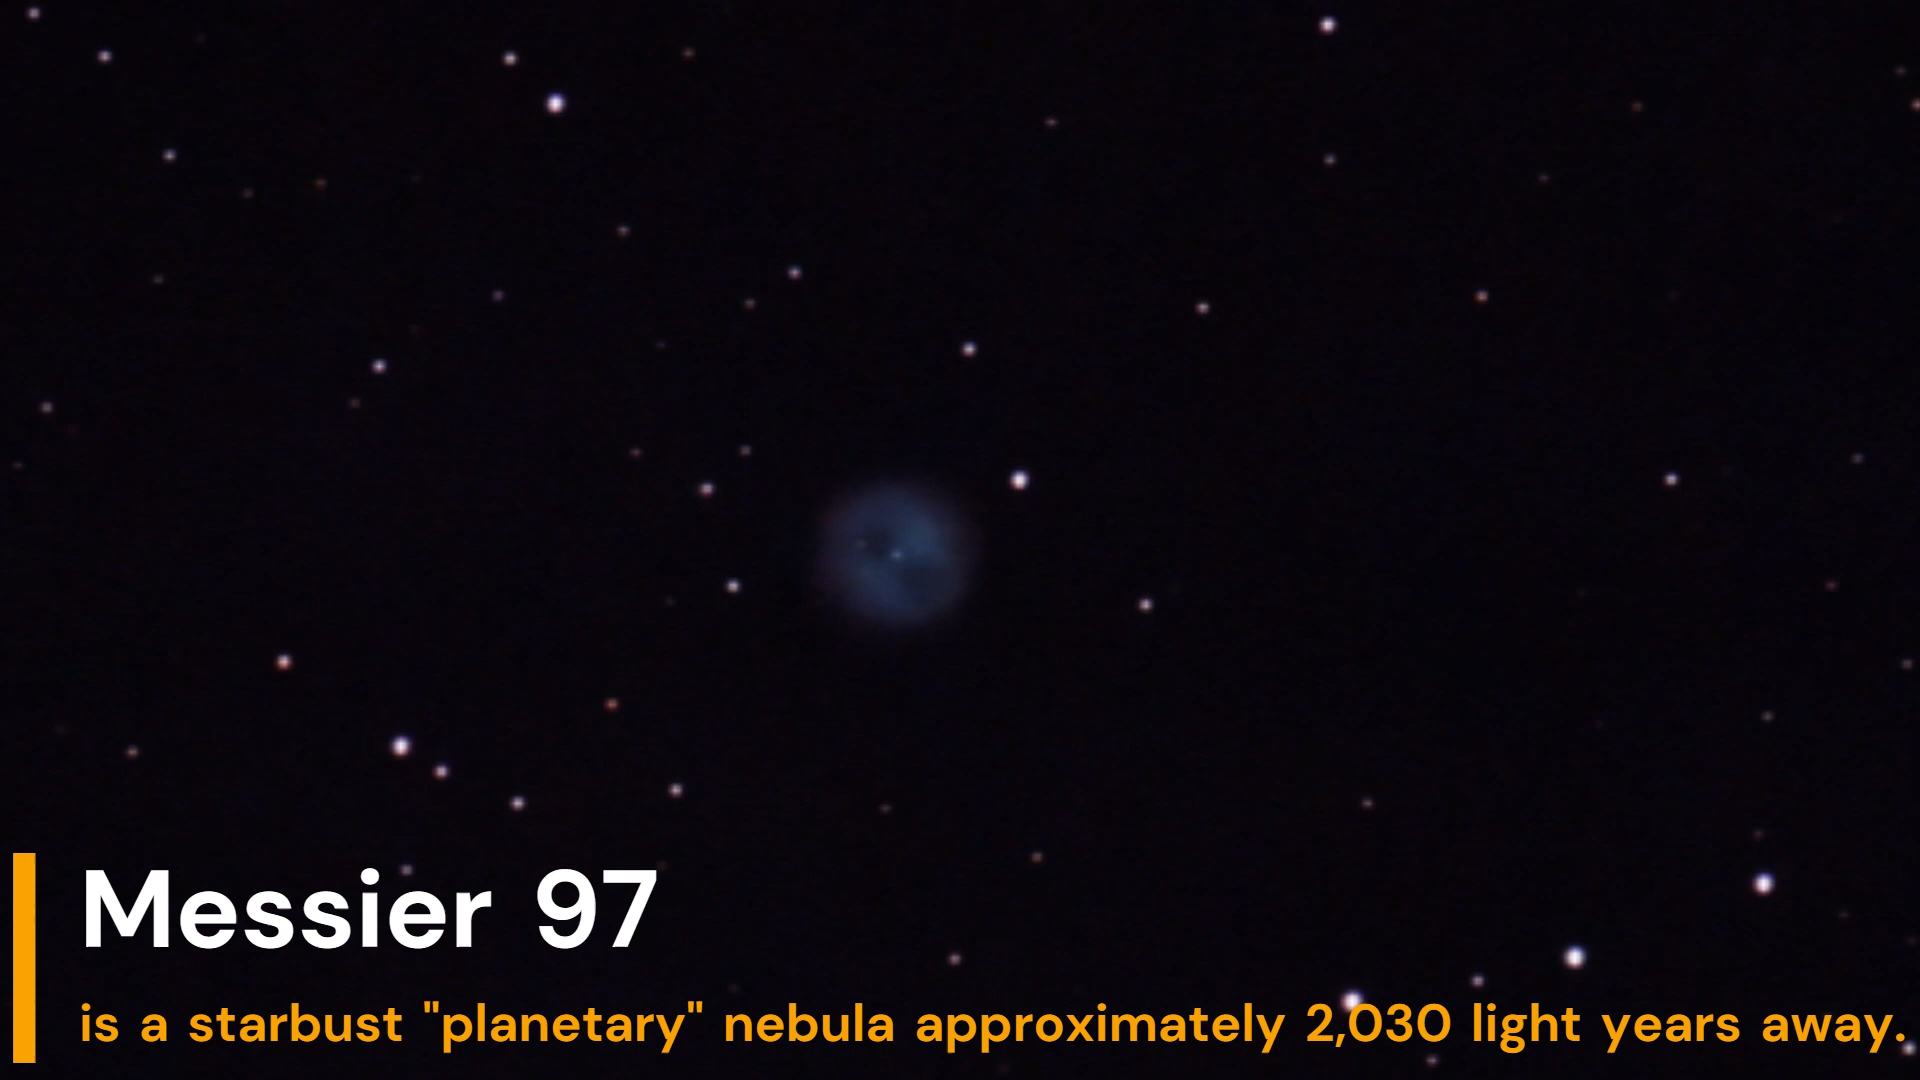 Messier 97
is a starbust "planetary" nebula approximately 2,030 light years away.